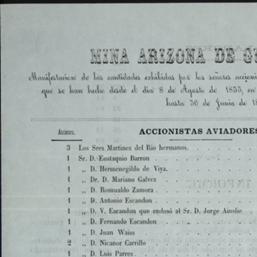 MINA ARIZONA DE
Manifestacion de las cantidades exhibidas por los señores accionis
que se han hecho desde el dia 8 de Agosto de 1855, en
hasta 30 de Junio de 1
Acciones. ACCIONISTAS AVIADORES
3 Los Sres Martinez del Rio hermanos.
1 Sr. D. Eustaquio Barron
1 „ D. Hermenegildo de Viya.
1 „ Dr. D. Mariano Galvez
1 „ D. Romualdo Zamora
1 „ D. Antonio Escandon
1 „ D. V. Escandon que endosó al Sr. D. Jorge Ainslie
1 „ D. Fernando Escandon
1 „ D. Juan Waiss
2 „ D. Nicanor Carrillo
1 „ D. Luis Parres